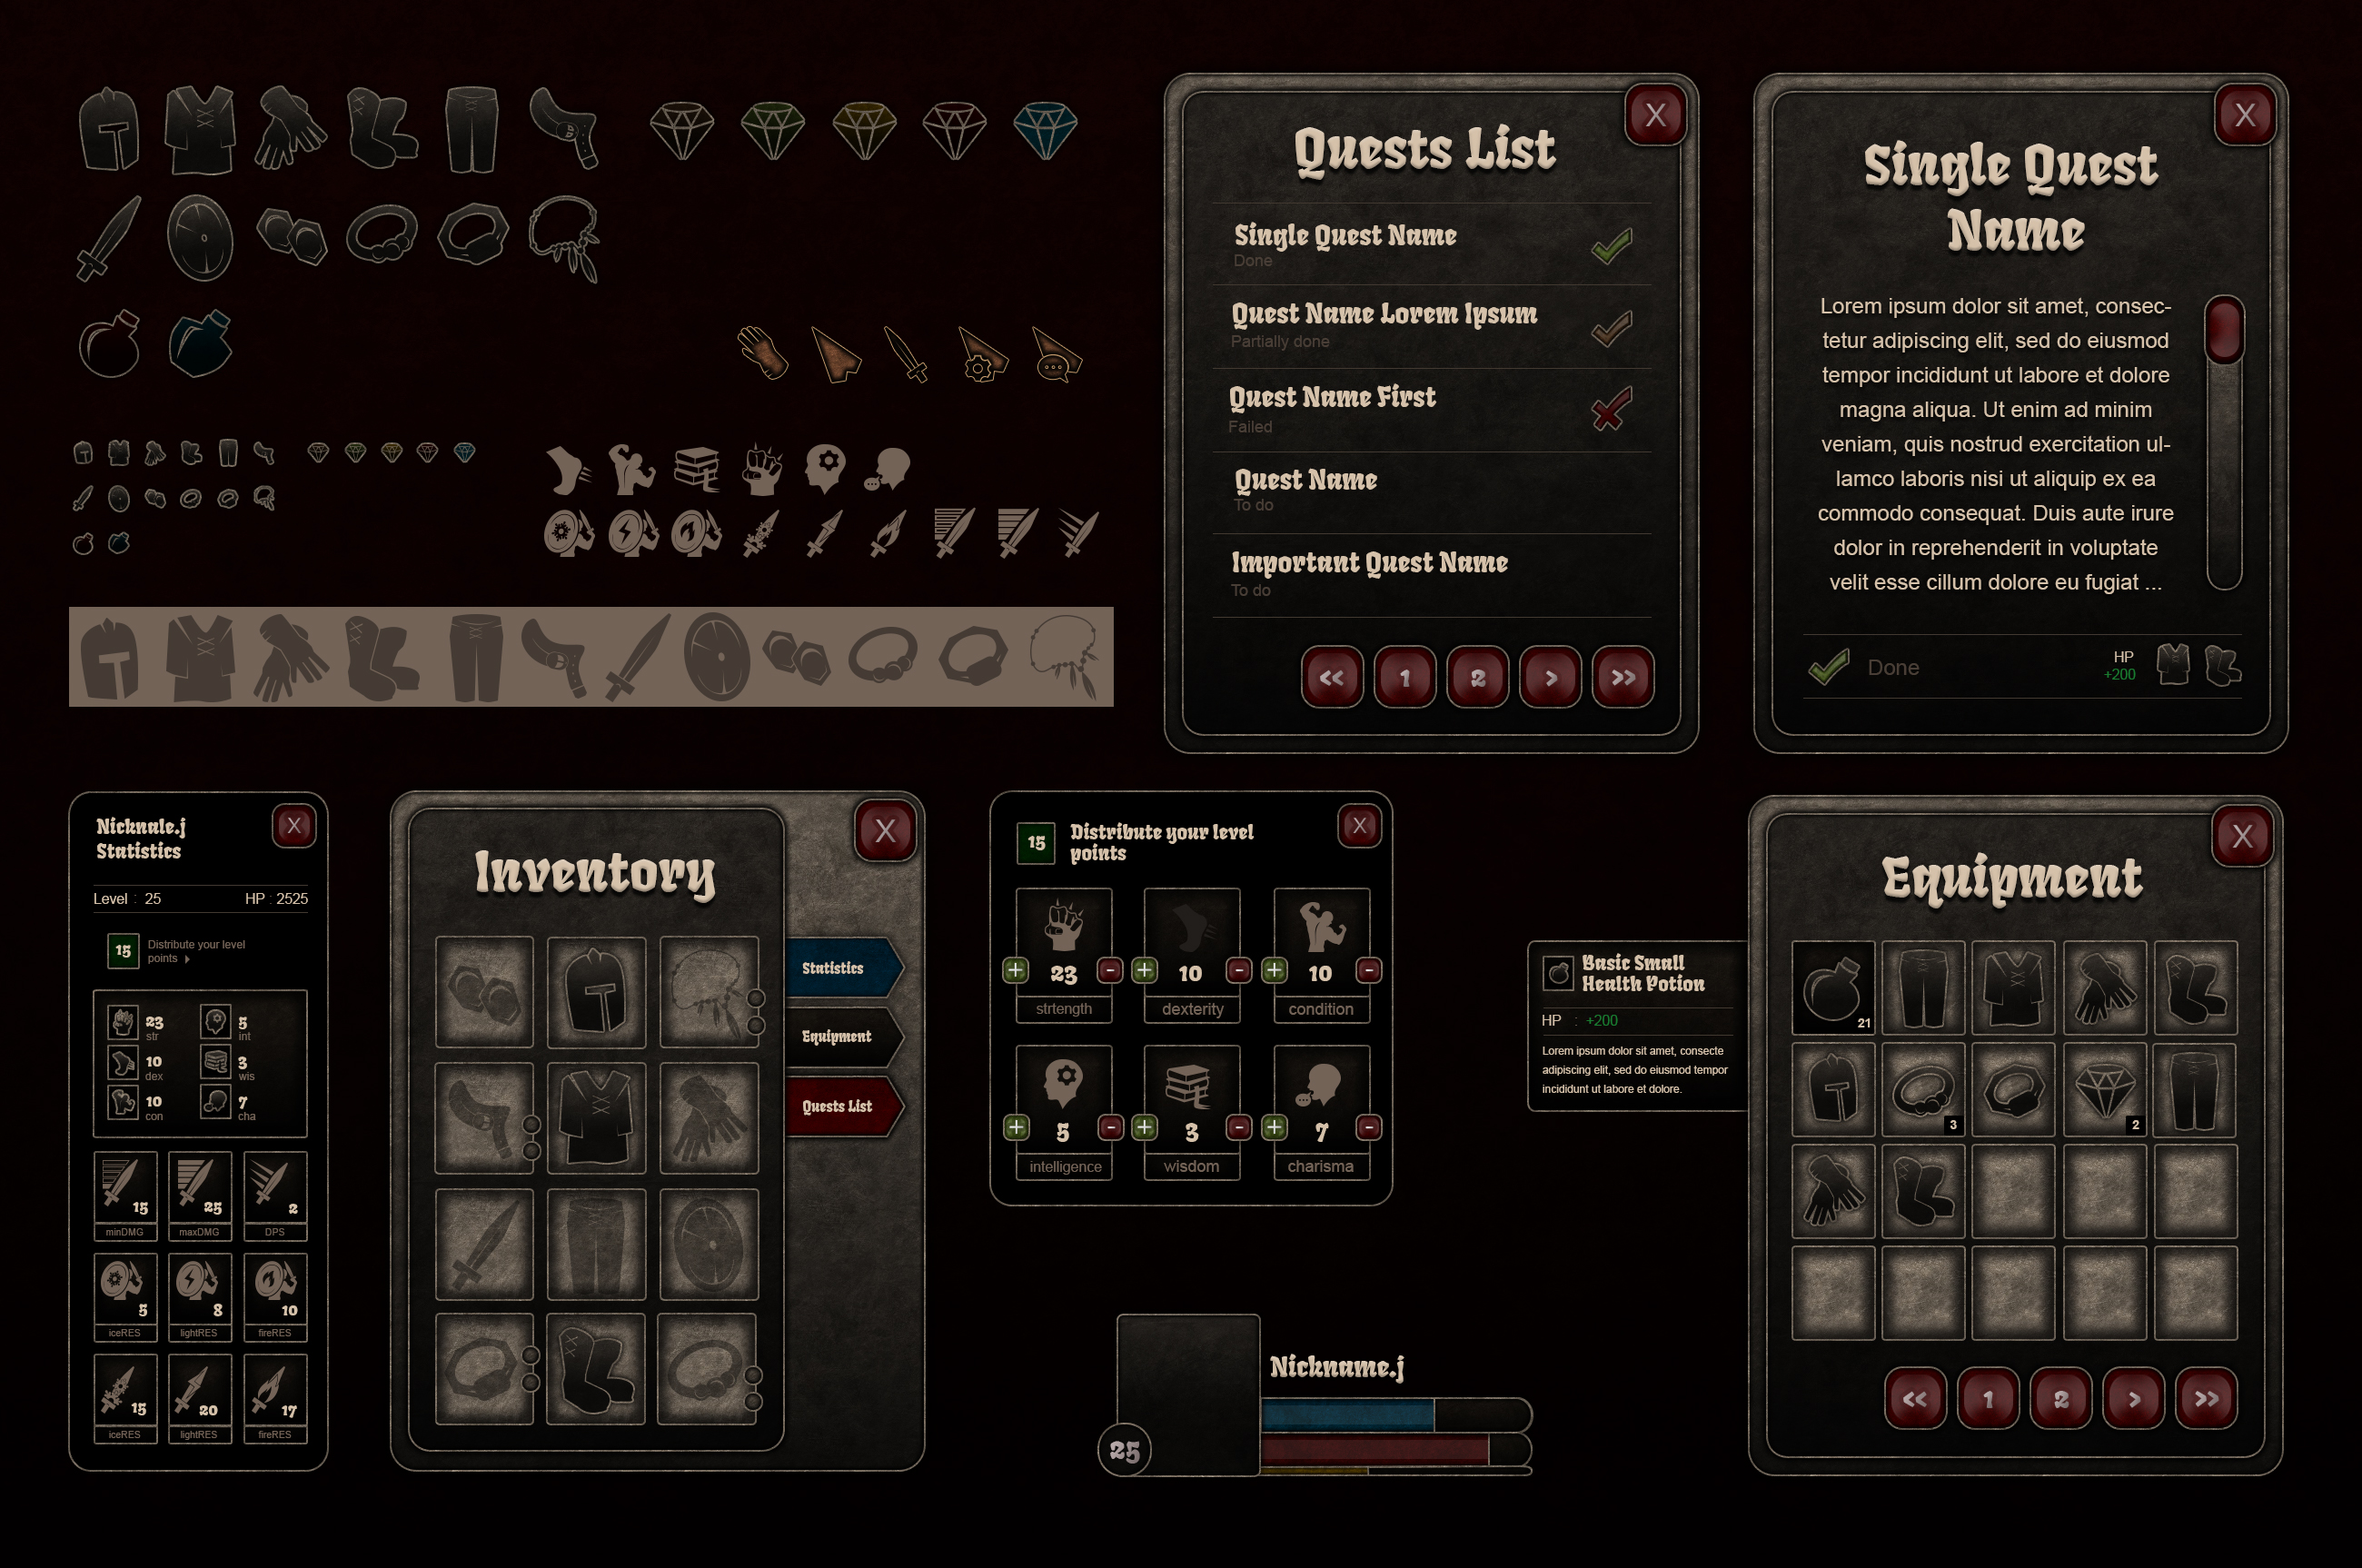 Quests List
X
Single Quest Name
Done
Quest Name Lorem Ipsum
Partially done
Quest Name First
Failed
Quest Name
To do
Important Quest Name
To do
<< 1 2 > >>
X
Single Quest
Name
Lorem ipsum dolor sit amet, consec-
tetur adipiscing elit, sed do eiusmod
tempor incididunt ut labore et dolore
magna aliqua. Ut enim ad minim
veniam, quis nostrud exercitation ul-
lamco laboris nisi ut aliquip ex ea
commodo consequat. Duis aute irure
dolor in reprehenderit in voluptate
velit esse cillum dolore eu fugiat ...
Done
HP
+200
Nicknale.j
Statistics
X
Level : 25 HP : 2525
15
Distribute your level
points
23 5
str int
10 3
dex wis
10 7
con cha
15 25 2
minDMG maxDMG DPS
5 8 10
iceRES lightRES fireRES
15 20 17
iceRES lightRES fireRES
X
Inventory
Statistics
Equipment
Quests List
15
Distribute your level
points
X
+ 23 - + 10 - + 10 -
strtength dexterity condition
+ 5 - + 3 - + 7 -
intelligence wisdom charisma
Nickname.j
25
Basic Small
Health Potion
HP : +200
Lorem ipsum dolor sit amet, consecte
adipiscing elit, sed do eiusmod tempor
incididunt ut labore et dolore.
X
Equipment
21
3 2
<< 1 2 > >>